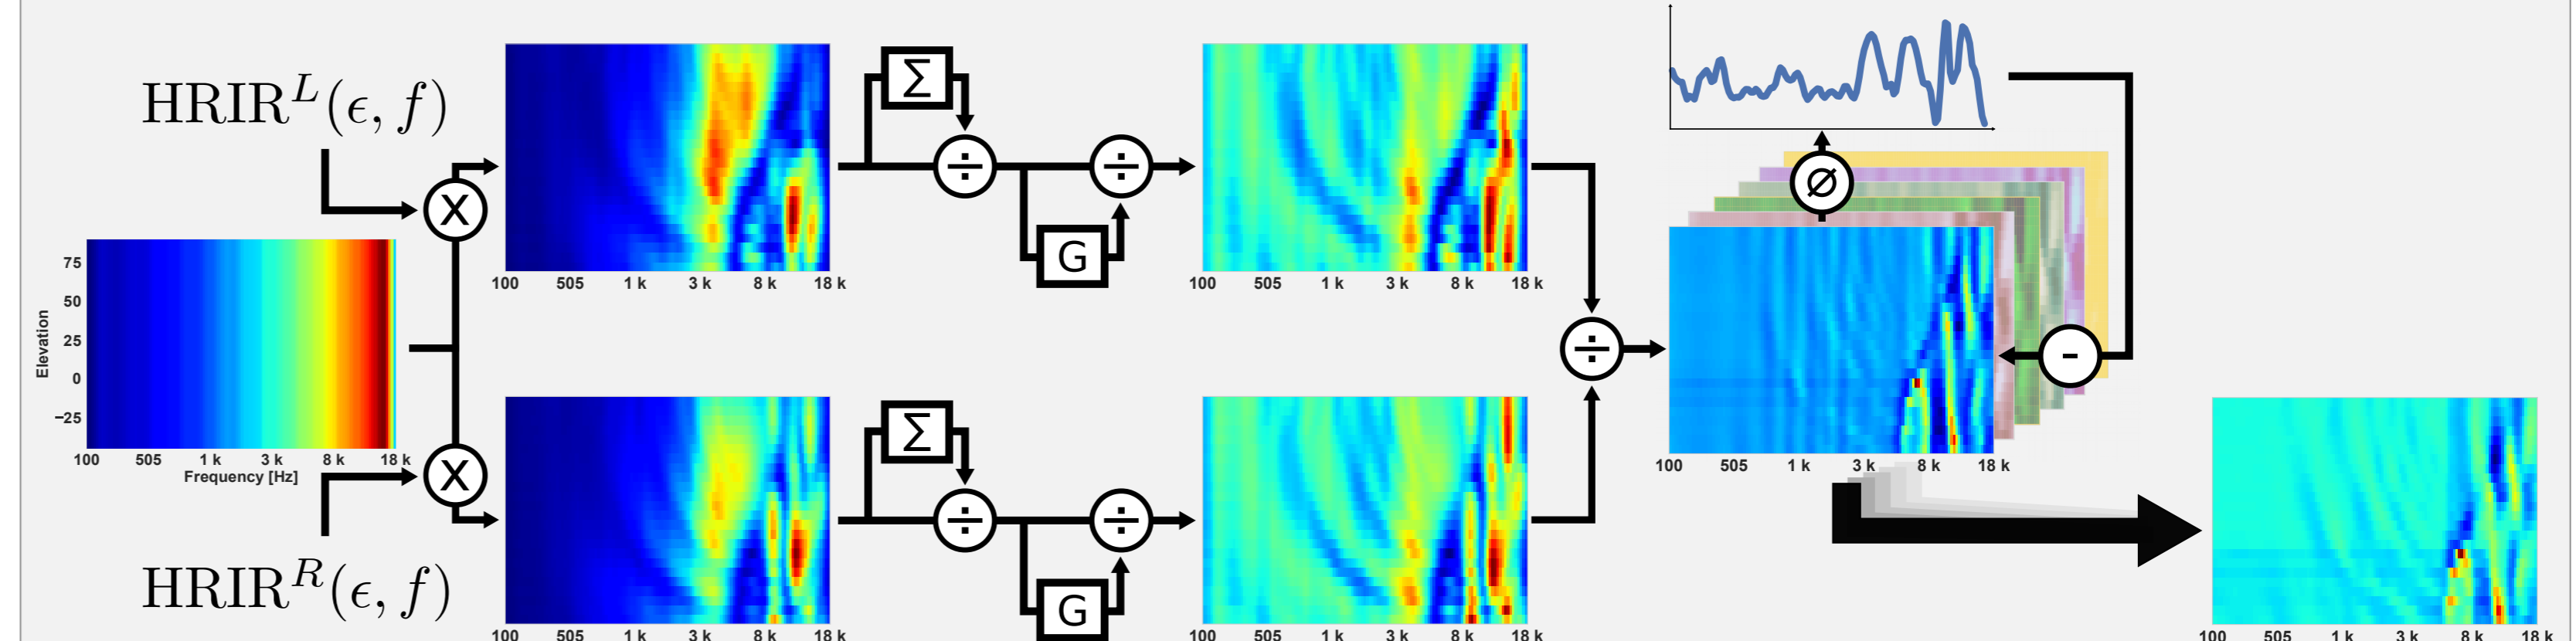 HRIR^L(ϵ, f)
Σ
÷
÷
G
X
100 505 1 k 3 k 8 k 18 k
100 505 1 k 3 k 8 k 18 k
∅
÷
-
100 505 1 k 3 k 8 k 18 k
Elevation
75
50
25
0
−25
100 505 1 k 3 k 8 k 18 k
Frequency [Hz]
X
HRIR^R(ϵ, f)
Σ
÷
÷
G
100 505 1 k 3 k 8 k 18 k
100 505 1 k 3 k 8 k 18 k
100 505 1 k 3 k 8 k 18 k